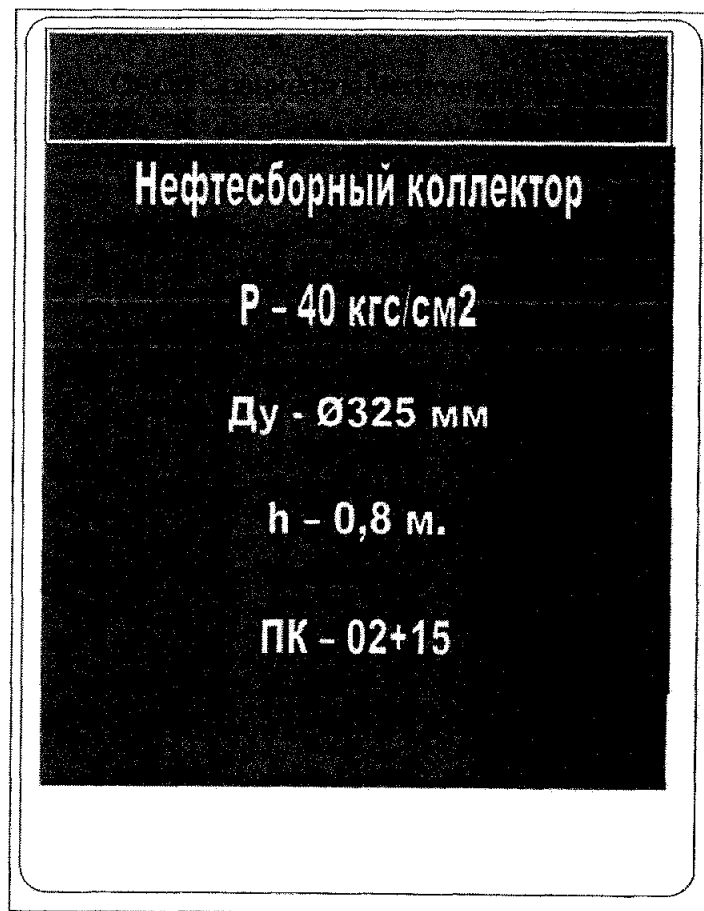 Нефтесборный коллектор
Р – 40 кгс/см2
Ду - Ø325 мм
h – 0,8 м.
ПК – 02+15